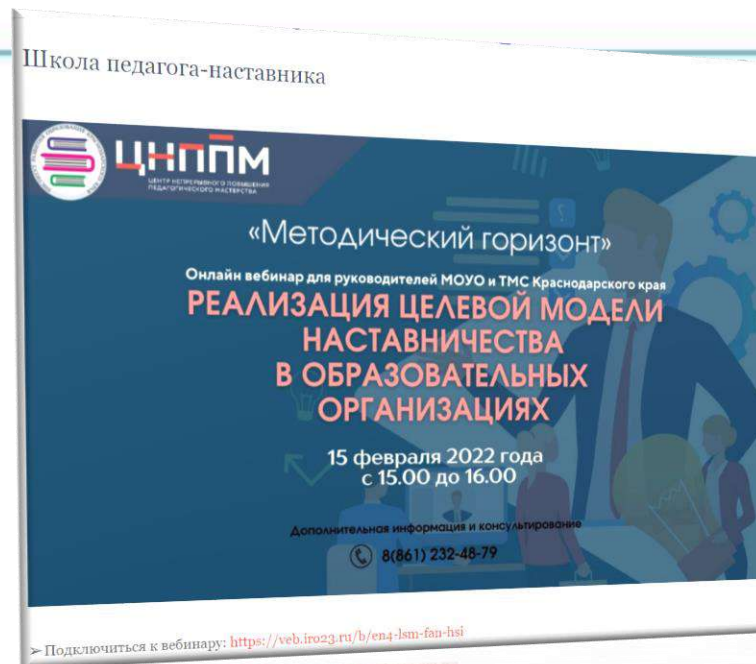 Школа педагога-наставника
ЦНППМ
ЦЕНТР НЕПРЕРЫВНОГО ПОВЫШЕНИЯ
ПЕДАГОГИЧЕСКОГО МАСТЕРСТВА
«Методический горизонт»
Онлайн вебинар для руководителей МОУО и ТМС Краснодарского края
РЕАЛИЗАЦИЯ ЦЕЛЕВОЙ МОДЕЛИ
НАСТАВНИЧЕСТВА
В ОБРАЗОВАТЕЛЬНЫХ
ОРГАНИЗАЦИЯХ
15 февраля 2022 года
с 15.00 до 16.00
Дополнительная информация и консультирование
8(861) 232-48-79
➢ Подключиться к вебинару: https://veb.iro23.ru/b/en4-lsm-fan-hsi